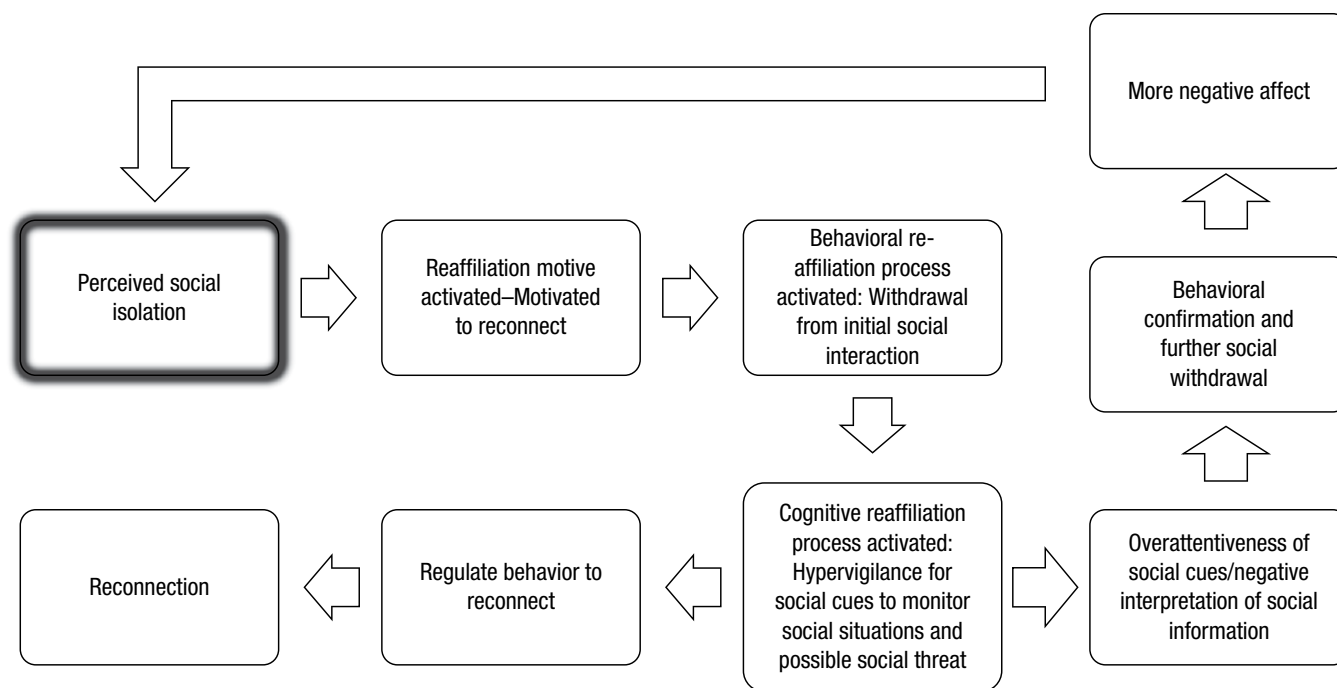 More negative affect
Perceived social
isolation
Reaffiliation motive
activated–Motivated
to reconnect
Behavioral re-
affiliation process
activated: Withdrawal
from initial social
interaction
Behavioral
confirmation and
further social
withdrawal
Reconnection
Regulate behavior to
reconnect
Cognitive reaffiliation
process activated:
Hypervigilance for
social cues to monitor
social situations and
possible social threat
Overattentiveness of
social cues/negative
interpretation of social
information